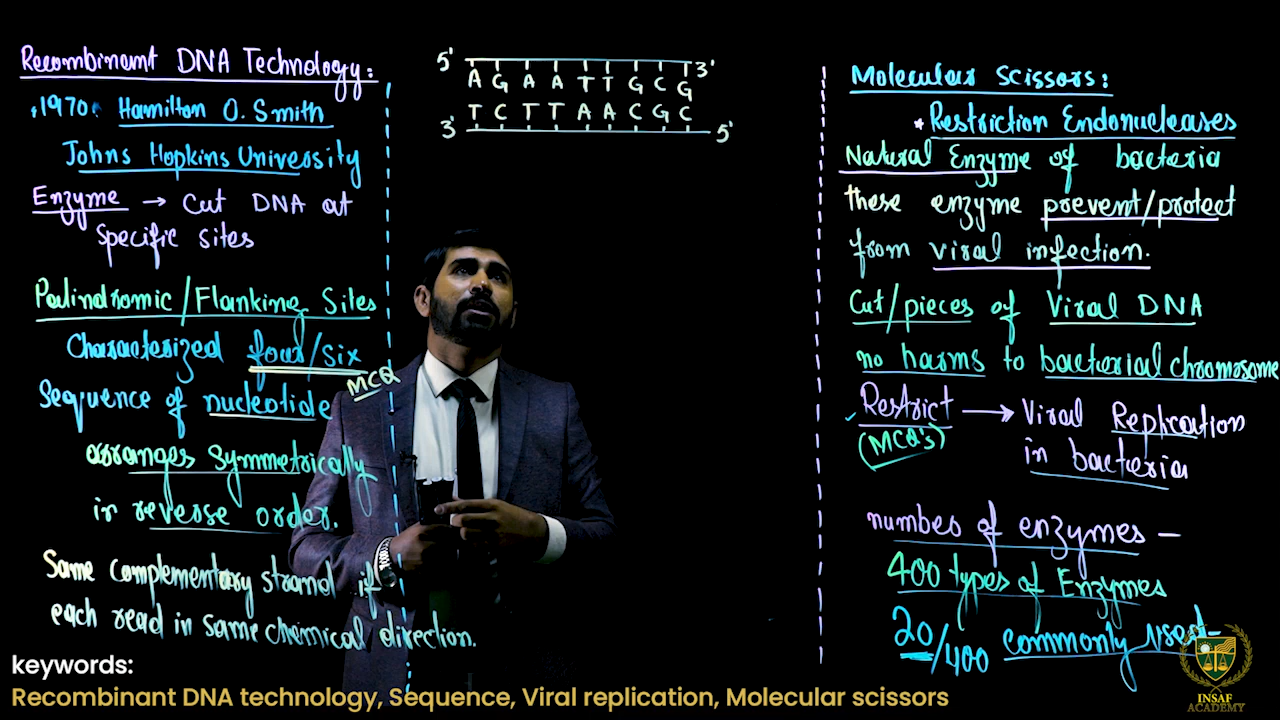 Recombinant DNA Technology:
1970: Hamilton O. Smith
Johns Hopkins University
Enzyme → Cut DNA at
Specific sites
Palindromic/Flanking Sites
Characterized four/six
MCQ
Sequence of nucleotide
arranges symmetrically
in reverse order.
Same complementary strand if
each read in same chemical direction.
5' 3'
A G A A T T G C G
T C T T A A C G C
3' 5'
Molecular Scissors:
* Restriction Endonucleases
Natural Enzyme of bacteria
these enzyme prevent/protect
from viral infection.
Cut/pieces of Viral DNA
no harms to bacterial chromosome
Restrict → Viral Replication
(MCQ's) in bacteria
number of enzymes -
400 types of Enzymes
20/400 commonly used-
keywords:
Recombinant DNA technology, Sequence, Viral replication, Molecular scissors
INSAF
ACADEMY